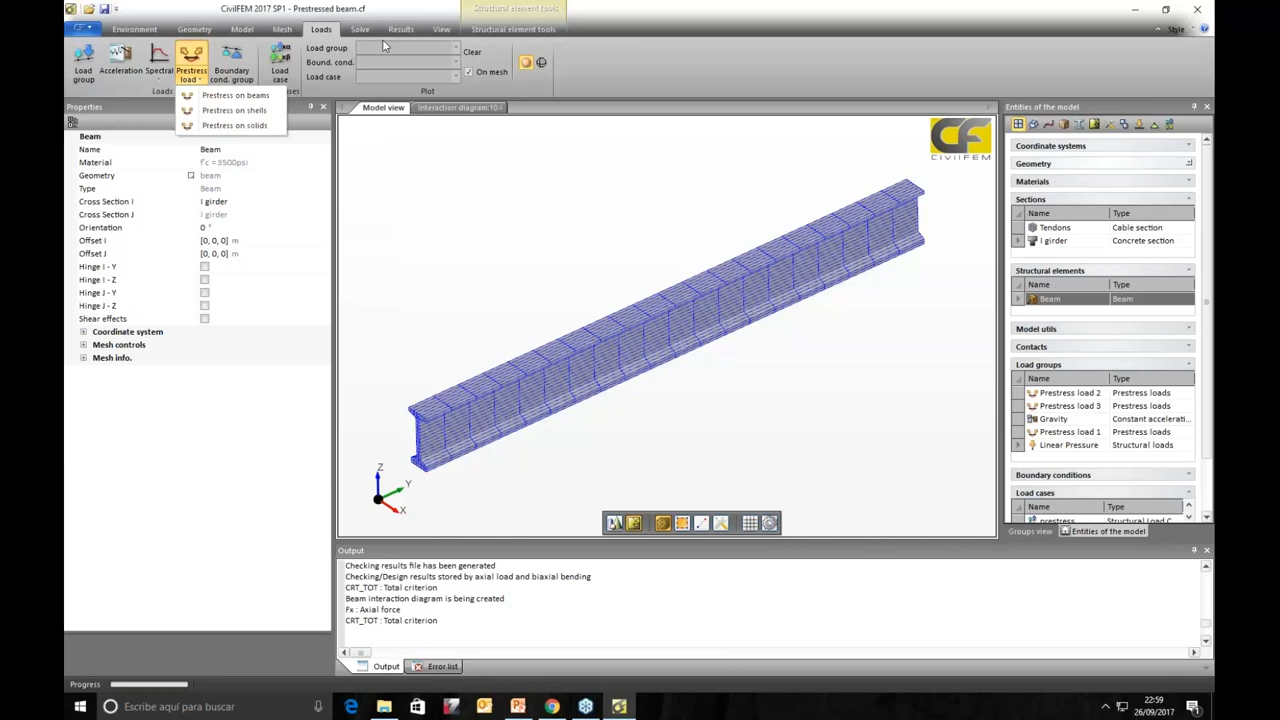 CivilFEM 2017 SP1 - Prestressed beam.cf
Structural element tools
Environment
Geometry
Model
Mesh
Loads
Solve
Results
View
Structural element tools
Style
Load group
Acceleration
Spectral
Prestress load
Boundary cond. group
Load case
Load group
Bound. cond.
Load case
Clear
On mesh
Loads
Plot
Prestress on beams
Prestress on shells
Prestress on solids
Properties
Beam
Name Beam
Material f'c = 3500psi
Geometry beam
Type Beam
Cross Section I I girder
Cross Section J I girder
Orientation 0 °
Offset I [0, 0, 0] m
Offset J [0, 0, 0] m
Hinge I - Y
Hinge I - Z
Hinge J - Y
Hinge J - Z
Shear effects
Coordinate system
Mesh controls
Mesh info.
Model view
Interaction diagram:10-I
CF
CIVILFEM
Z
Y
X
Entities of the model
Coordinate systems
Geometry
Materials
Sections
Name Type
Tendons Cable section
I girder Concrete section
Structural elements
Name Type
Beam Beam
Model utils
Contacts
Load groups
Name Type
Prestress load 2 Prestress loads
Prestress load 3 Prestress loads
Gravity Constant accelerati...
Prestress load 1 Prestress loads
Linear Pressure Structural loads
Boundary conditions
Load cases
Name Type
prestress Structural Load C
Groups view
Entities of the model
Output
Checking results file has been generated
Checking/Design results stored by axial load and biaxial bending
CRT_TOT : Total criterion
Beam interaction diagram is being created
Fx : Axial force
CRT_TOT : Total criterion
Output
Error list
Progress
Escribe aquí para buscar
22:59
26/09/2017